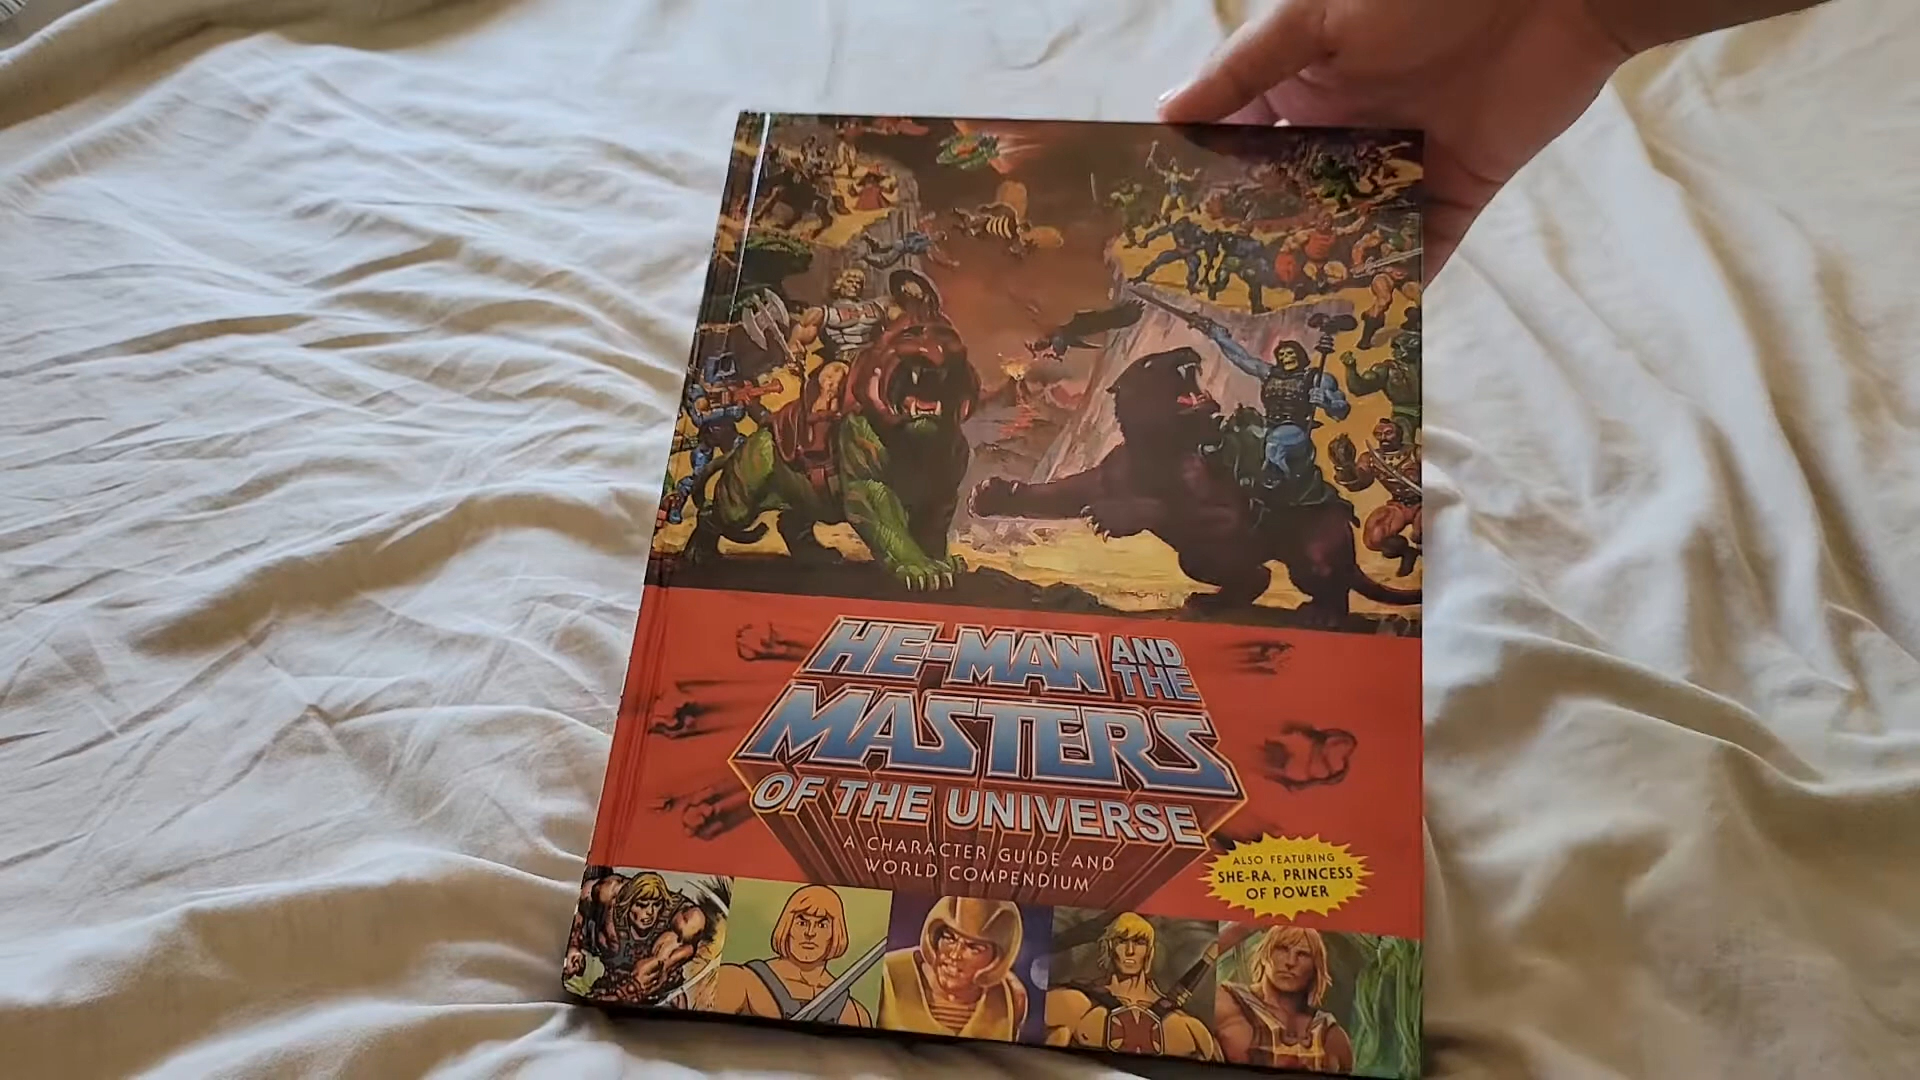 HE-MAN AND THE
MASTERS
OF THE UNIVERSE
A CHARACTER GUIDE AND
WORLD COMPENDIUM
ALSO FEATURING
SHE-RA, PRINCESS
OF POWER